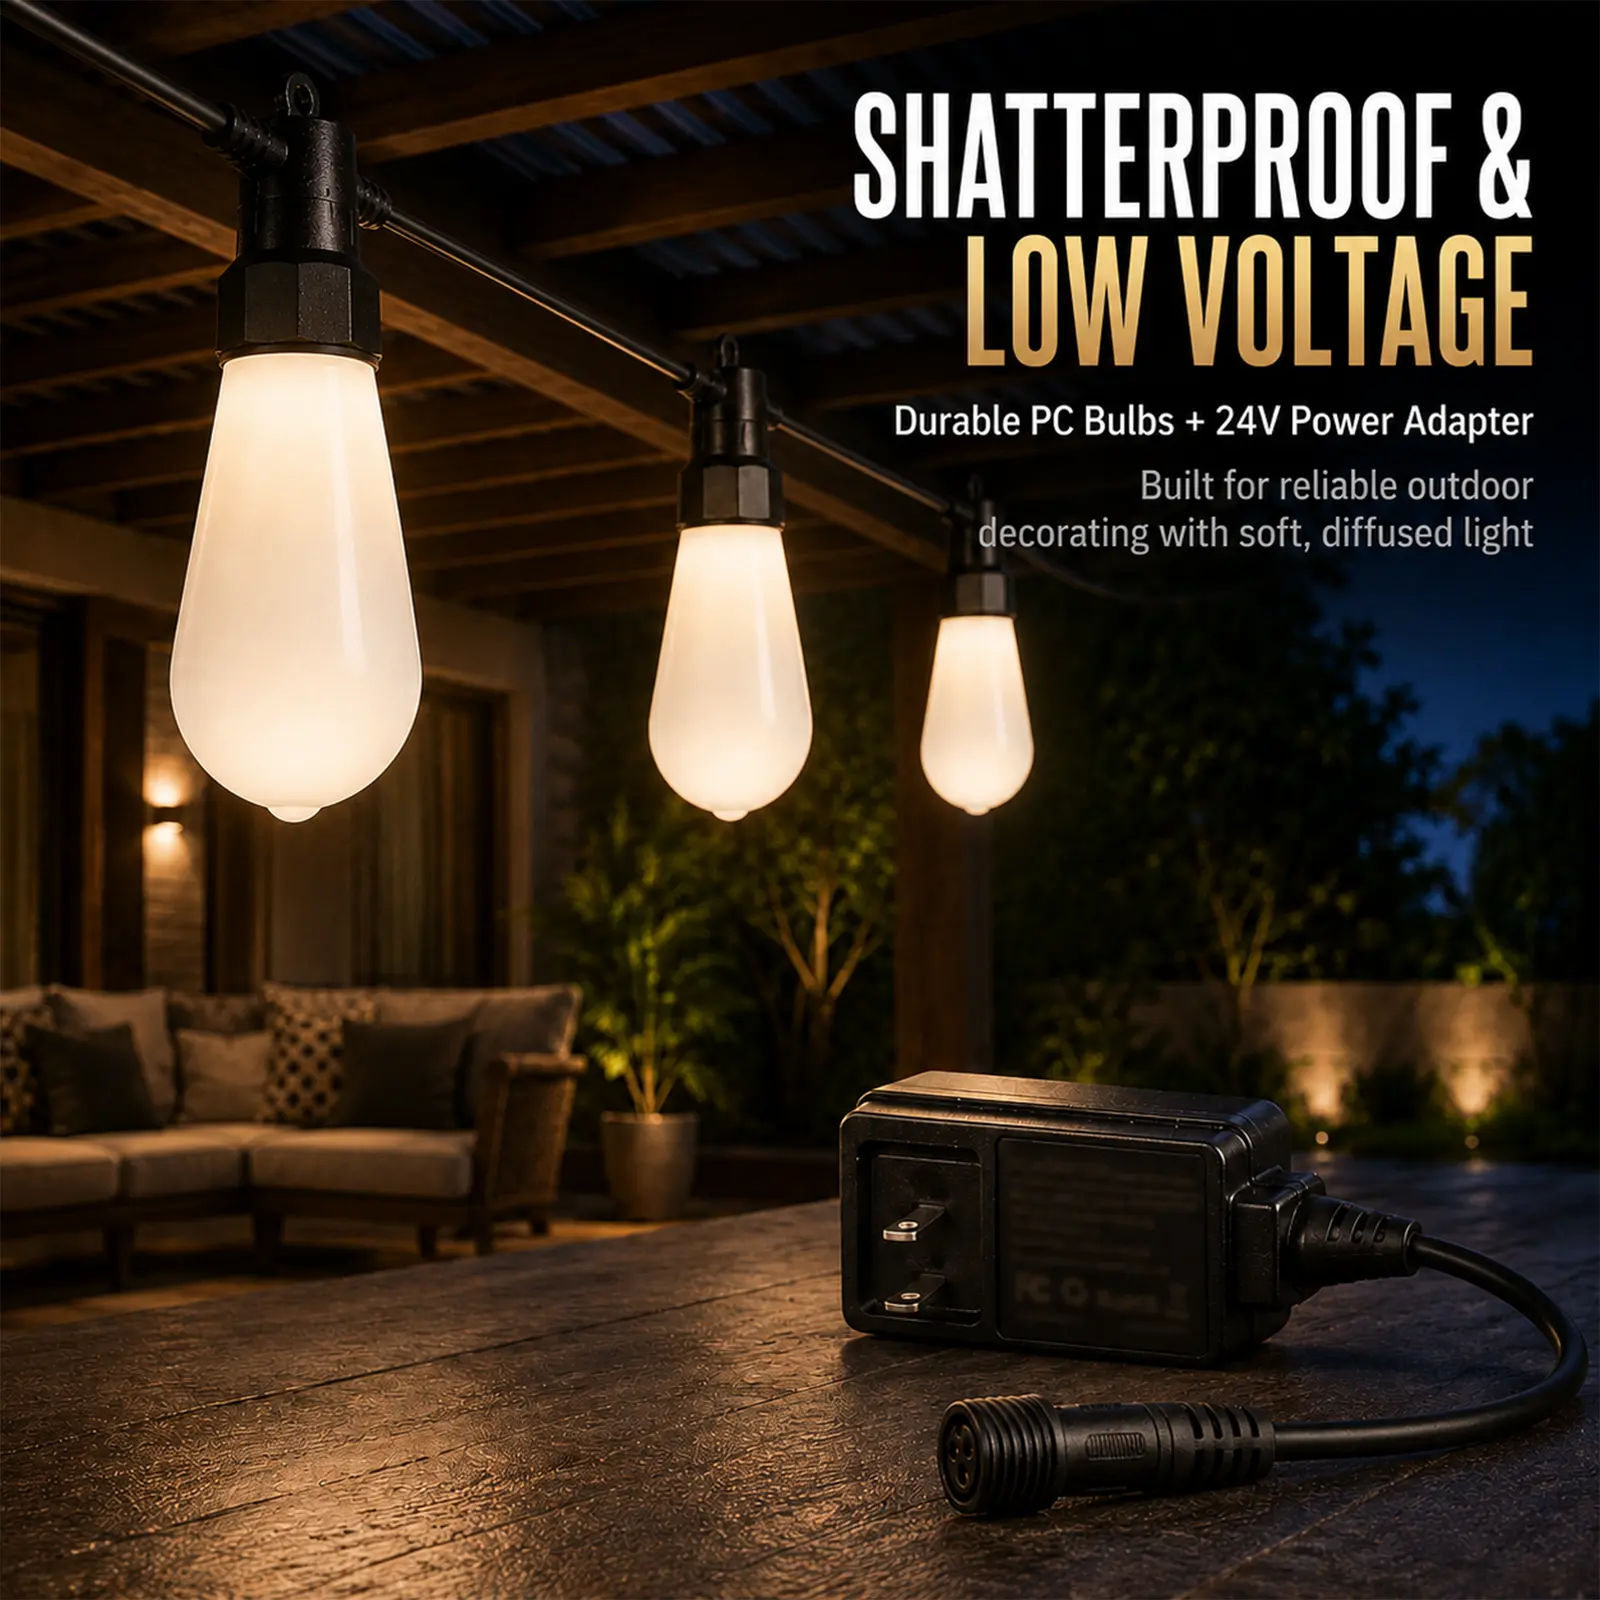 SHATTERPROOF &
LOW VOLTAGE
Durable PC Bulbs + 24V Power Adapter
Built for reliable outdoor
decorating with soft, diffused light